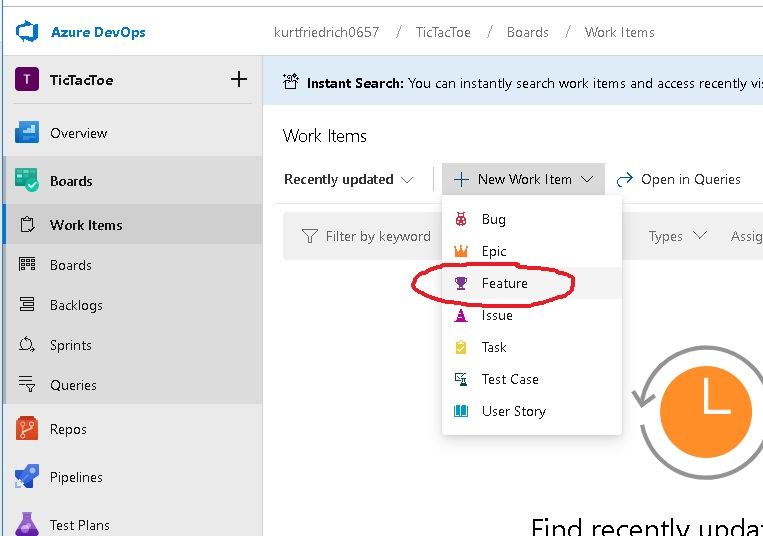 Azure DevOps
kurtfriedrich0657 / TicTacToe / Boards / Work Items
T TicTacToe +
Instant Search: You can instantly search work items and access recently vi
Overview
Work Items
Boards
Recently updated
New Work Item
Open in Queries
Work Items
Bug
Filter by keyword
Types
Assig
Epic
Boards
Feature
Backlogs
Issue
Sprints
Task
Queries
Test Case
Repos
User Story
Pipelines
Test Plans
Find recently updat